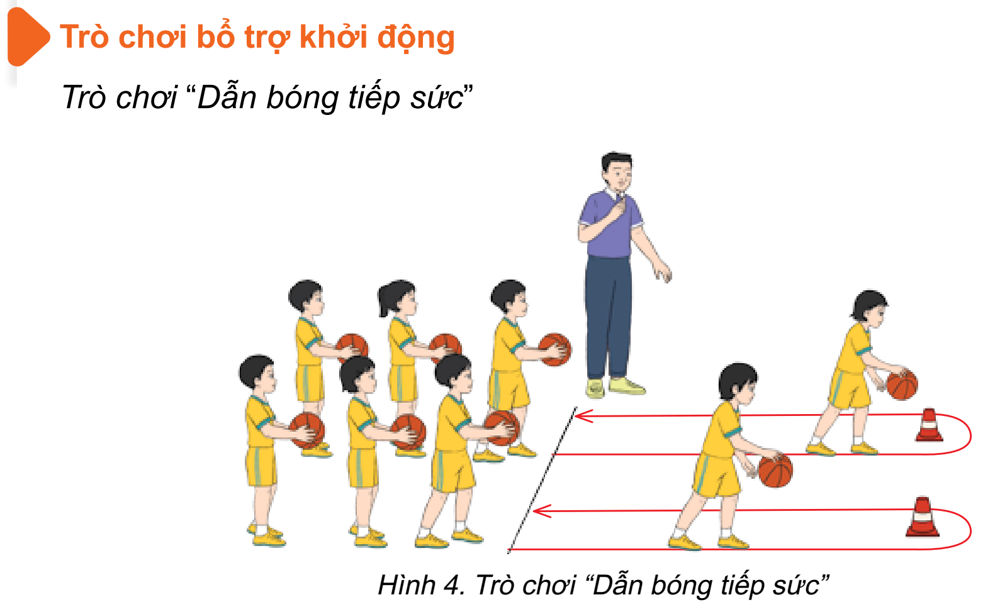 Trò chơi bổ trợ khởi động
Trò chơi “Dẫn bóng tiếp sức”
Hình 4. Trò chơi “Dẫn bóng tiếp sức”